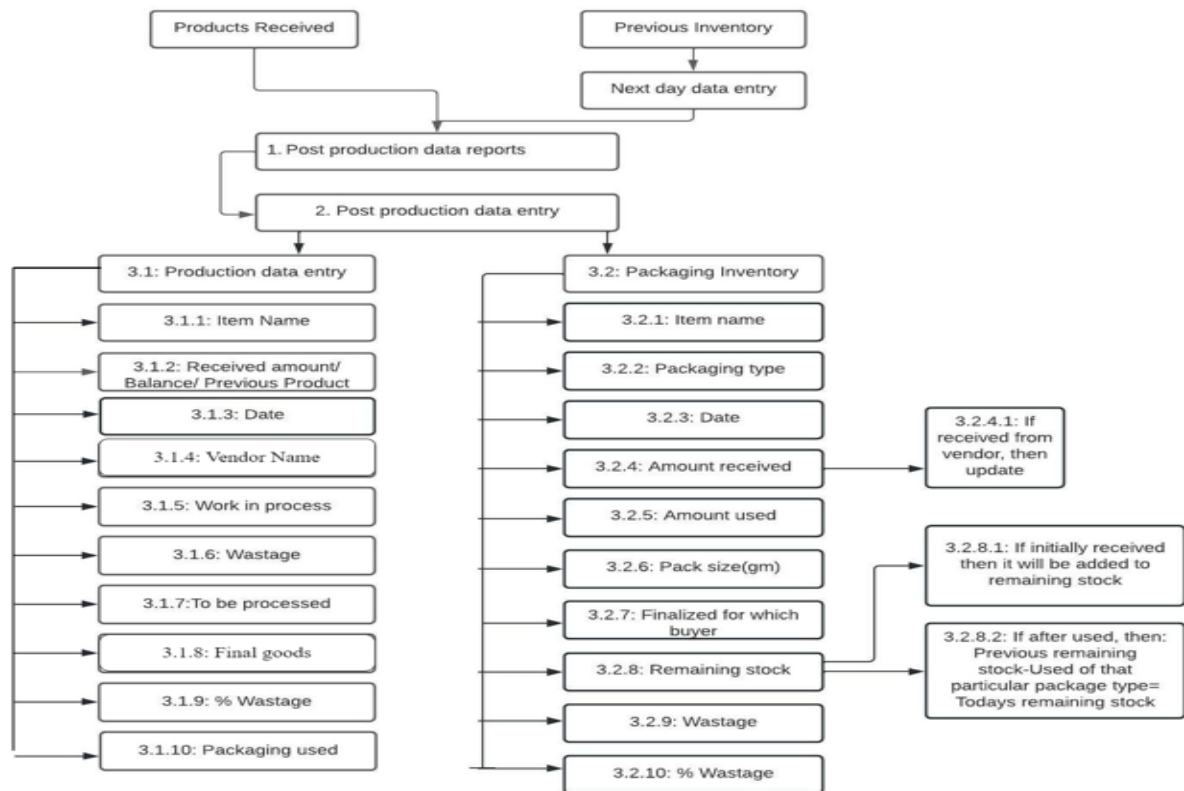 Products Received
Previous Inventory
Next day data entry
1. Post production data reports
2. Post production data entry
3.1: Production data entry
3.1.1: Item Name
3.1.2: Received amount/
Balance/ Previous Product
3.1.3: Date
3.1.4: Vendor Name
3.1.5: Work in process
3.1.6: Wastage
3.1.7:To be processed
3.1.8: Final goods
3.1.9: % Wastage
3.1.10: Packaging used
3.2: Packaging Inventory
3.2.1: Item name
3.2.2: Packaging type
3.2.3: Date
3.2.4: Amount received
3.2.4.1: If
received from
vendor, then
update
3.2.5: Amount used
3.2.6: Pack size(gm)
3.2.7: Finalized for which
buyer
3.2.8: Remaining stock
3.2.8.1: If initially received
then it will be added to
remaining stock
3.2.8.2: If after used, then:
Previous remaining
stock-Used of that
particular package type=
Todays remaining stock
3.2.9: Wastage
3.2.10: % Wastage